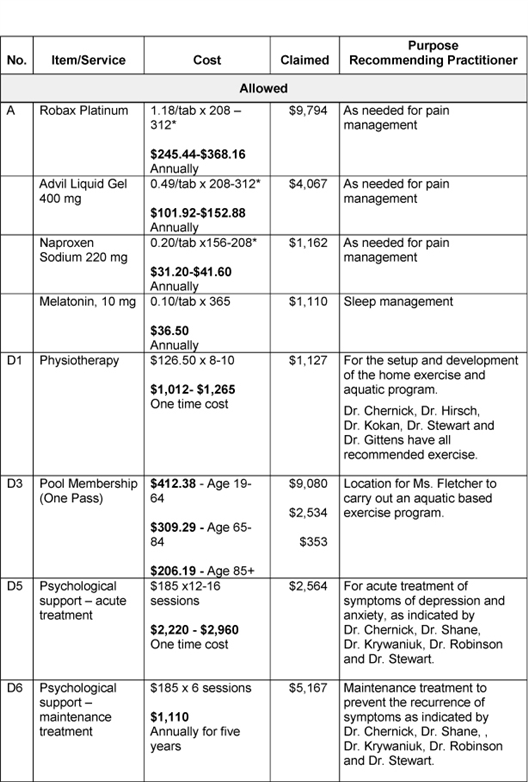 No. Item/Service Cost Claimed Purpose
Recommending Practitioner
Allowed
A Robax Platinum 1.18/tab x 208 – $9,794 As needed for pain
312* management
$245.44-$368.16
Annually
Advil Liquid Gel 0.49/tab x 208-312* $4,067 As needed for pain
400 mg management
$101.92-$152.88
Annually
Naproxen 0.20/tab x156-208* $1,162 As needed for pain
Sodium 220 mg management
$31.20-$41.60
Annually
Melatonin, 10 mg 0.10/tab x 365 $1,110 Sleep management
$36.50
Annually
D1 Physiotherapy $126.50 x 8-10 $1,127 For the setup and development
of the home exercise and
$1,012- $1,265 aquatic program.
One time cost Dr. Chernick, Dr. Hirsch,
Dr. Kokan, Dr. Stewart and
Dr. Gittens have all
recommended exercise.
D3 Pool Membership $412.38 - Age 19- $9,080 Location for Ms. Fletcher to
(One Pass) 64 carry out an aquatic based
$2,534 exercise program.
$309.29 - Age 65-
84 $353
$206.19 - Age 85+
D5 Psychological $185 x12-16 $2,564 For acute treatment of
support – acute sessions symptoms of depression and
treatment anxiety, as indicated by
$2,220 - $2,960 Dr. Chernick, Dr. Shane,
One time cost Dr. Krywaniuk, Dr. Robinson
and Dr. Stewart.
D6 Psychological $185 x 6 sessions $5,167 Maintenance treatment to
support – prevent the recurrence of
maintenance $1,110 symptoms as indicated by
treatment Annually for five Dr. Chernick, Dr. Shane, ,
years Dr. Krywaniuk, Dr. Robinson
and Dr. Stewart.